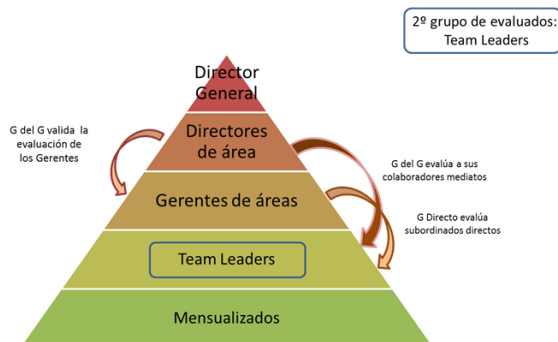 2º grupo de evaluados:
Team Leaders
Director
General
G del G valida la
evaluación de
los Gerentes
Directores
de área
G del G evalúa a sus
colaboradores mediatos
Gerentes de áreas
G Directo evalúa
subordinados directos
Team Leaders
Mensualizados